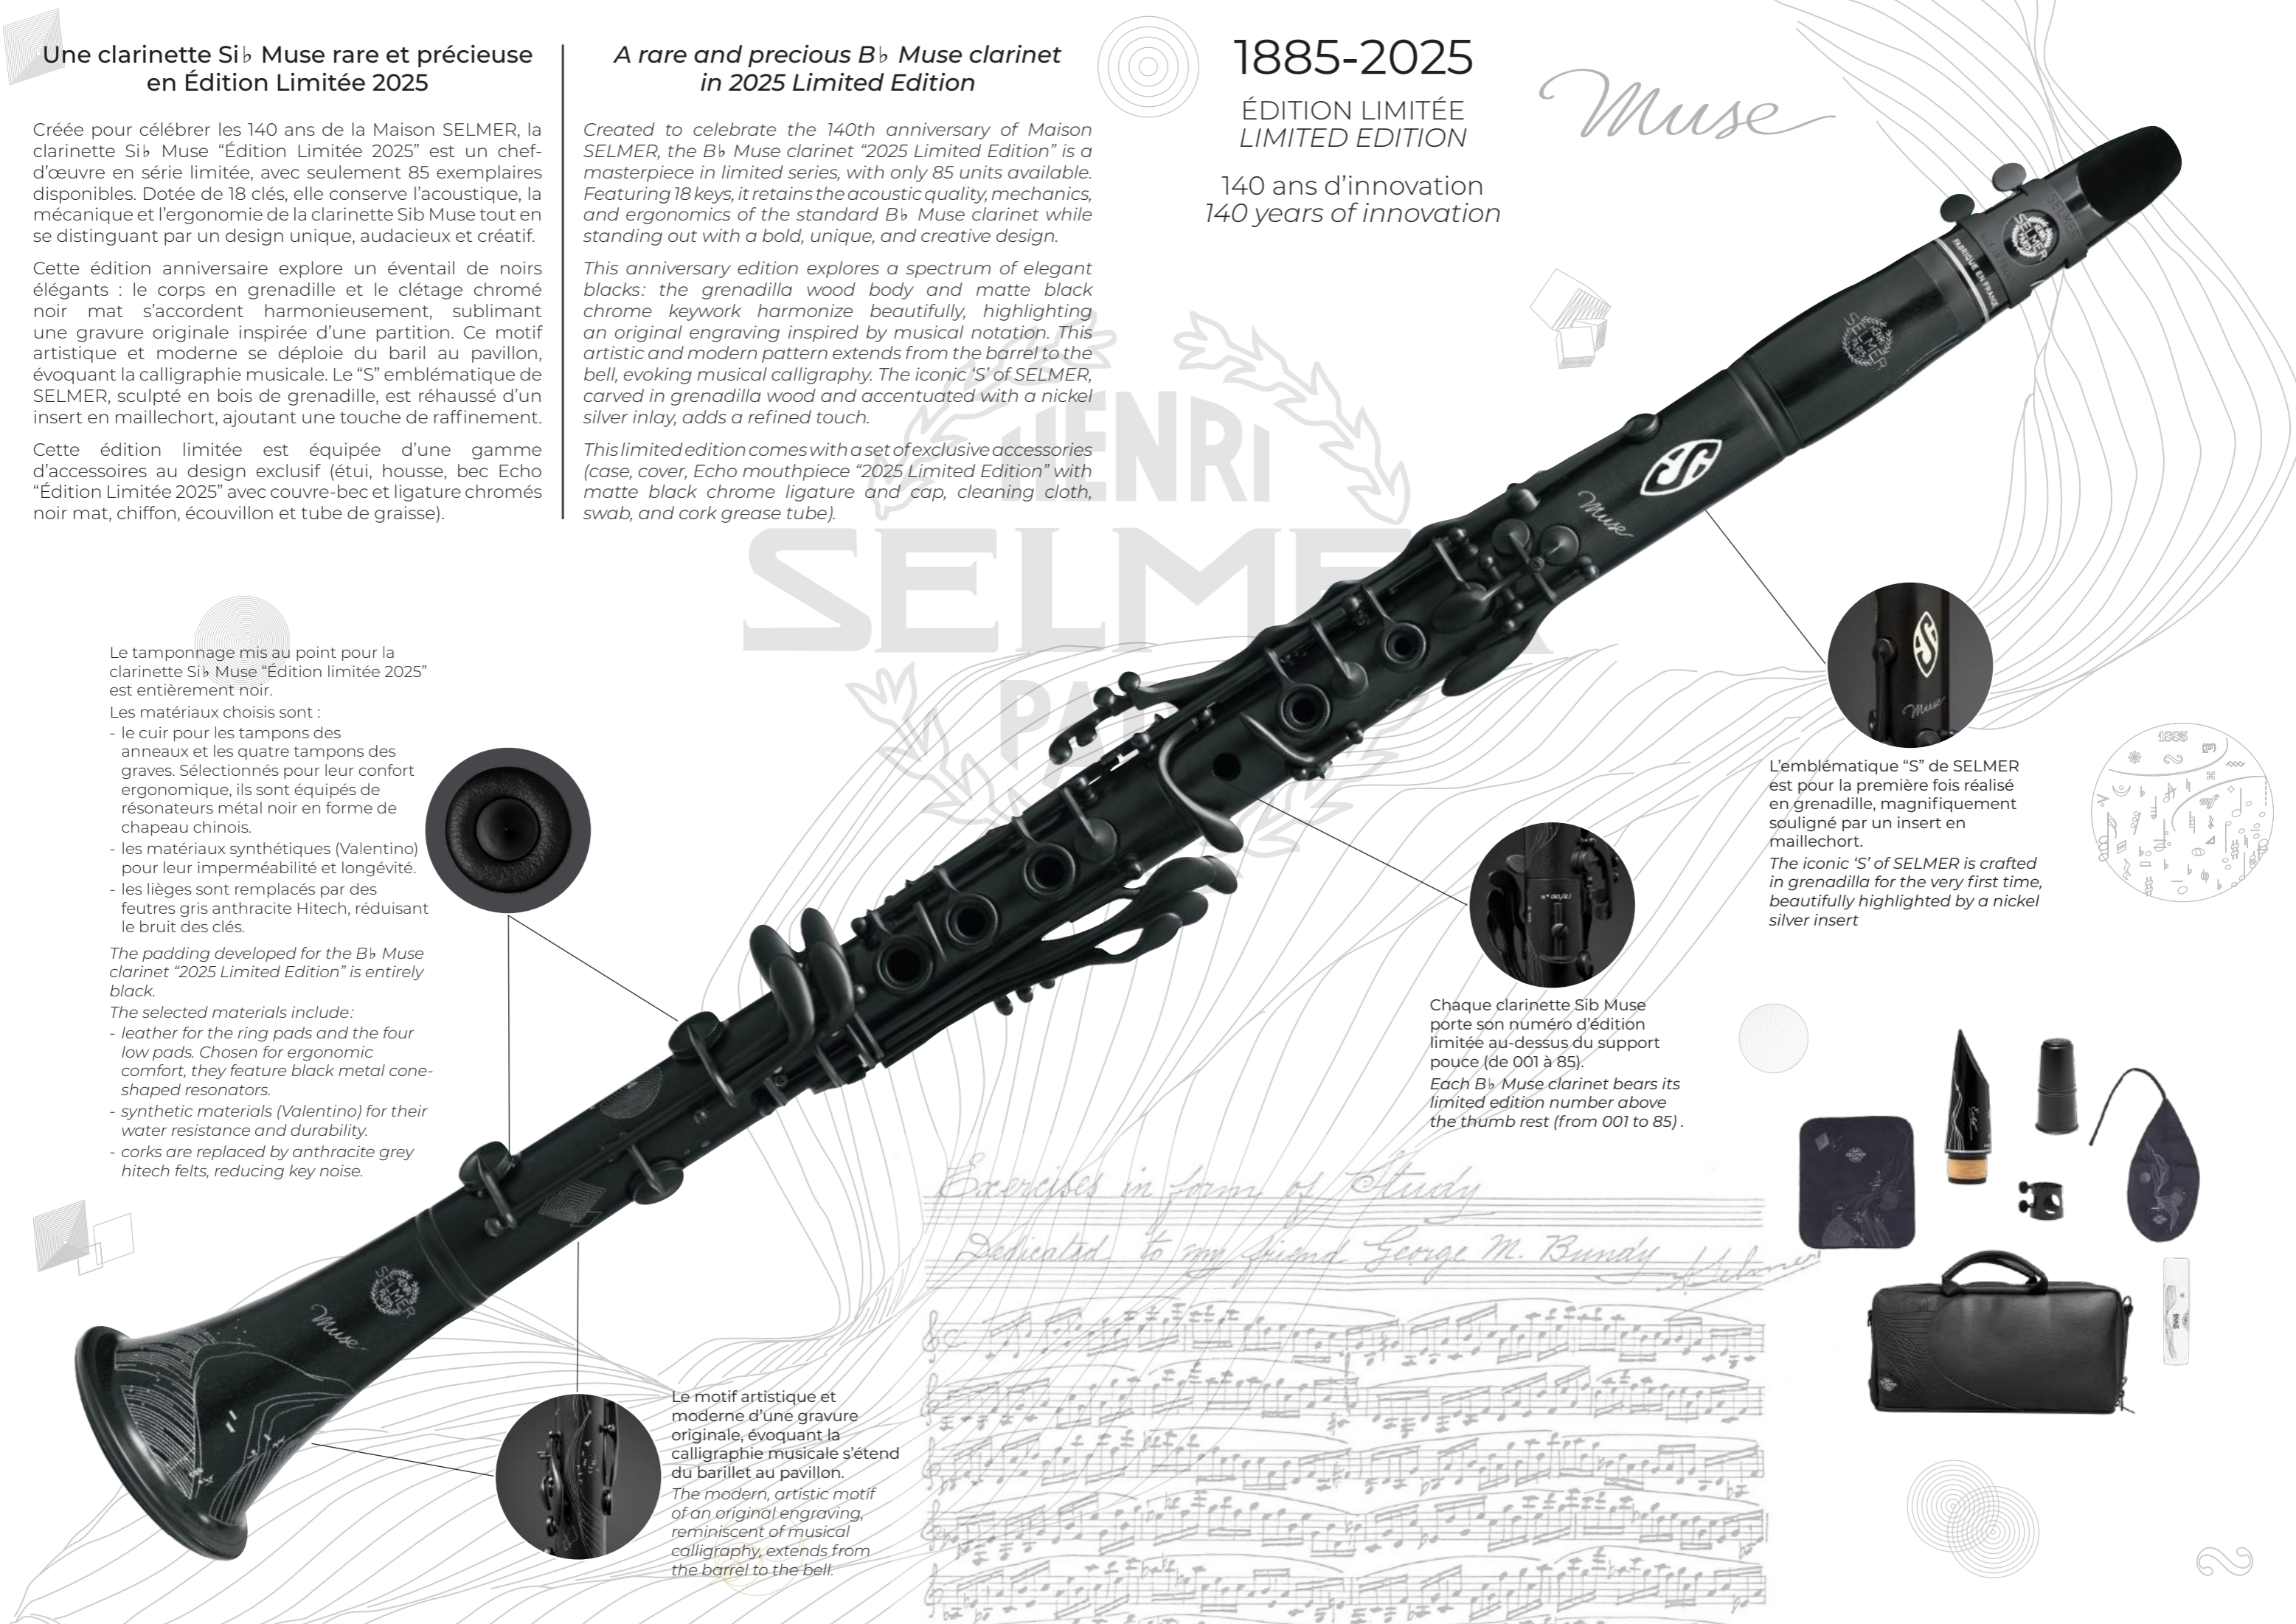 Une clarinette Si♭ Muse rare et précieuse
en Édition Limitée 2025
Créée pour célébrer les 140 ans de la Maison SELMER, la
clarinette Si♭ Muse “Édition Limitée 2025” est un chef-
d’œuvre en série limitée, avec seulement 85 exemplaires
disponibles. Dotée de 18 clés, elle conserve l’acoustique, la
mécanique et l’ergonomie de la clarinette Sib Muse tout en
se distinguant par un design unique, audacieux et créatif.
Cette édition anniversaire explore un éventail de noirs
élégants : le corps en grenadille et le clétage chromé
noir mat s’accordent harmonieusement, sublimant
une gravure originale inspirée d’une partition. Ce motif
artistique et moderne se déploie du baril au pavillon,
évoquant la calligraphie musicale. Le “S” emblématique de
SELMER, sculpté en bois de grenadille, est réhaussé d’un
insert en maillechort, ajoutant une touche de raffinement.
Cette édition limitée est équipée d’une gamme
d’accessoires au design exclusif (étui, housse, bec Echo
“Édition Limitée 2025” avec couvre-bec et ligature chromés
noir mat, chiffon, écouvillon et tube de graisse).
A rare and precious B♭ Muse clarinet
in 2025 Limited Edition
Created to celebrate the 140th anniversary of Maison
SELMER, the B♭ Muse clarinet “2025 Limited Edition” is a
masterpiece in limited series, with only 85 units available.
Featuring 18 keys, it retains the acoustic quality, mechanics,
and ergonomics of the standard B♭ Muse clarinet while
standing out with a bold, unique, and creative design.
This anniversary edition explores a spectrum of elegant
blacks: the grenadilla wood body and matte black
chrome keywork harmonize beautifully, highlighting
an original engraving inspired by musical notation. This
artistic and modern pattern extends from the barrel to the
bell, evoking musical calligraphy. The iconic ‘S’ of SELMER,
carved in grenadilla wood and accentuated with a nickel
silver inlay, adds a refined touch.
This limited edition comes with a set of exclusive accessories
(case, cover, Echo mouthpiece “2025 Limited Edition” with
matte black chrome ligature and cap, cleaning cloth,
swab, and cork grease tube).
1885-2025
ÉDITION LIMITÉE
LIMITED EDITION
140 ans d’innovation
140 years of innovation
Muse
HENRI
SELMER
PARIS
FABRIQUE EN FRANCE
HENRI
SELMER
PARIS
HENRI
SELMER
PARIS
S
Muse
Le tamponnage mis au point pour la
clarinette Si♭ Muse “Édition limitée 2025”
est entièrement noir.
Les matériaux choisis sont :
- le cuir pour les tampons des
anneaux et les quatre tampons des
graves. Sélectionnés pour leur confort
ergonomique, ils sont équipés de
résonateurs métal noir en forme de
chapeau chinois.
- les matériaux synthétiques (Valentino)
pour leur imperméabilité et longévité.
- les lièges sont remplacés par des
feutres gris anthracite Hitech, réduisant
le bruit des clés.
The padding developed for the B♭ Muse
clarinet “2025 Limited Edition” is entirely
black.
The selected materials include:
- leather for the ring pads and the four
low pads. Chosen for ergonomic
comfort, they feature black metal cone-
shaped resonators.
- synthetic materials (Valentino) for their
water resistance and durability.
- corks are replaced by anthracite grey
hitech felts, reducing key noise.
S
Muse
L’emblématique “S” de SELMER
est pour la première fois réalisé
en grenadille, magnifiquement
souligné par un insert en
maillechort.
The iconic ‘S’ of SELMER is crafted
in grenadilla for the very first time,
beautifully highlighted by a nickel
silver insert
1885
Chaque clarinette Sib Muse
porte son numéro d’édition
limitée au-dessus du support
pouce (de 001 à 85).
Each B♭ Muse clarinet bears its
limited edition number above
the thumb rest (from 001 to 85) .
Exercises in form of Study
Dedicated to my friend George M. Bundy
Selmer
HENRI
SELMER
PARIS
Muse
Le motif artistique et
moderne d’une gravure
originale, évoquant la
calligraphie musicale s’étend
du barillet au pavillon.
The modern, artistic motif
of an original engraving,
reminiscent of musical
calligraphy, extends from
the barrel to the bell.
Echo